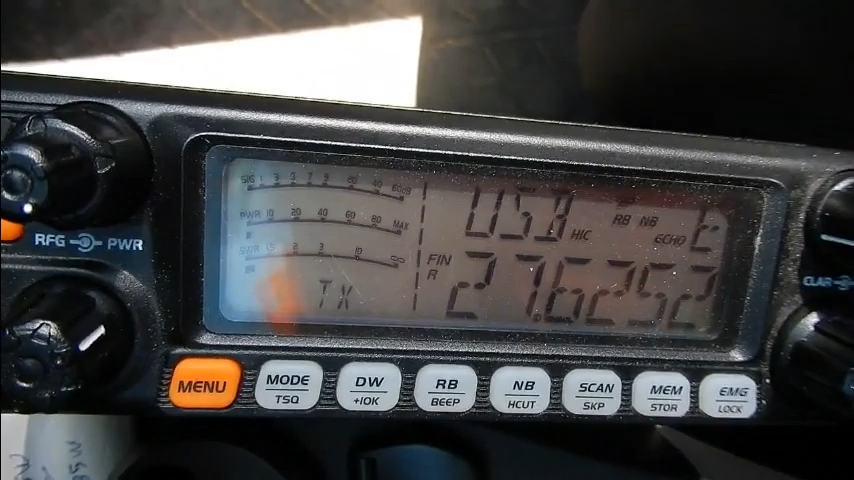 SIG 1 3 7 9 20 40 60dB
PWR 10 20 40 60 80 MAX
SWR 1.5 2 3 10 ∞
TX
USB HIC RB NB ECHO E
FIN
R
27.6252
RFG PWR
CLAR
MENU
MODE
TSQ
DW
+10K
RB
BEEP
NB
HCUT
SCAN
SKP
MEM
STOR
EMG
LOCK